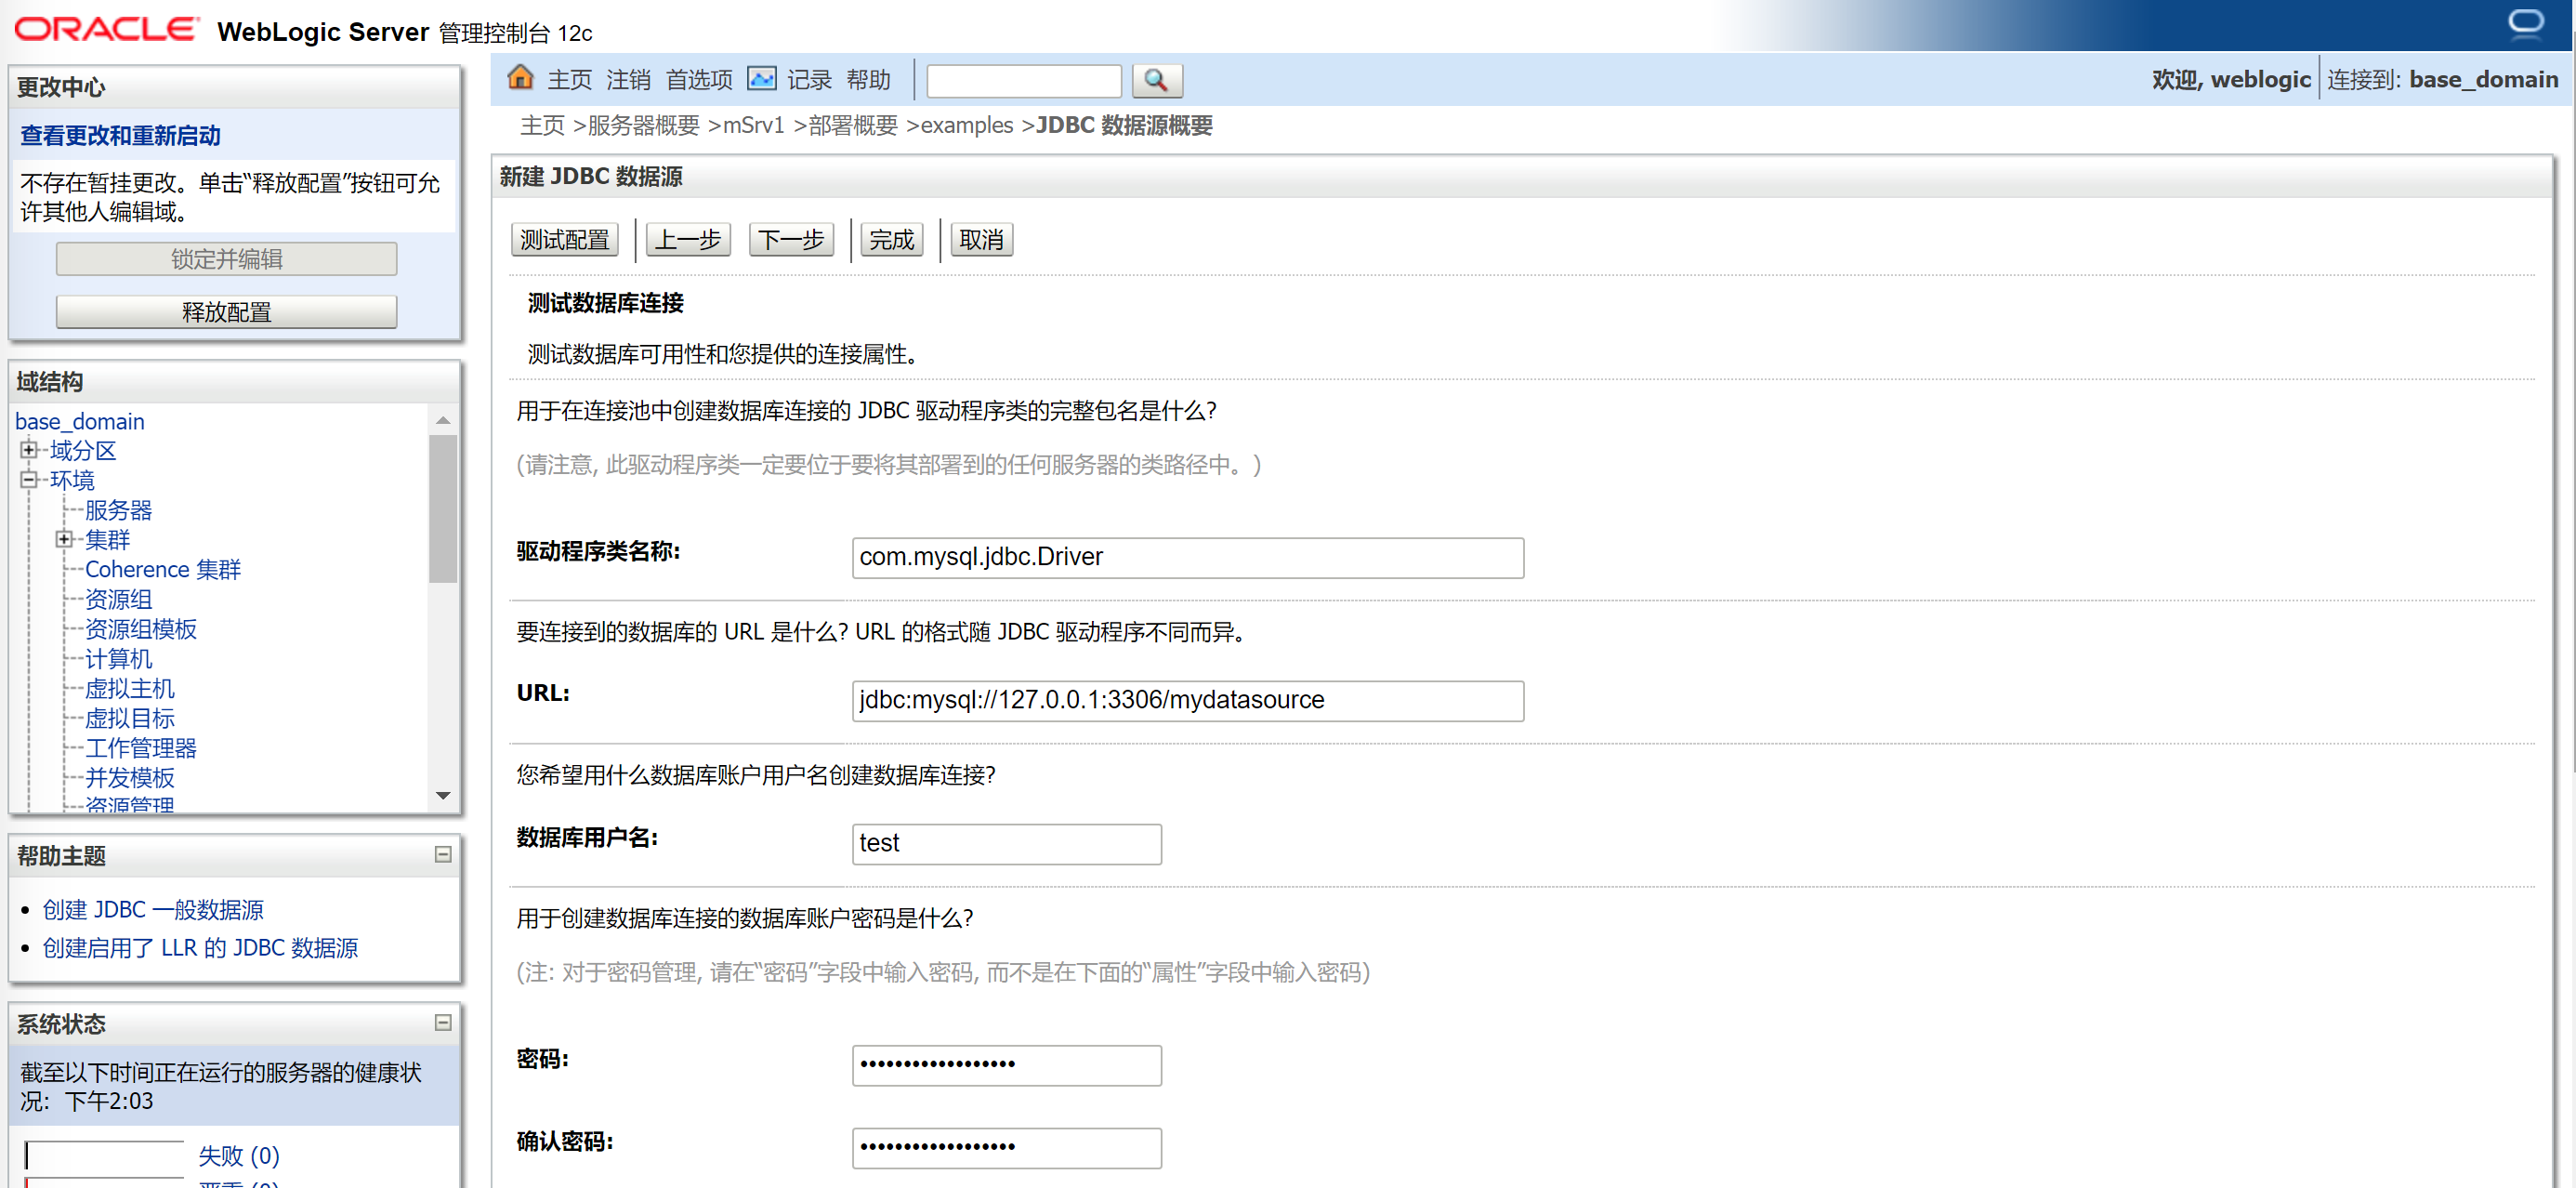 ORACLE WebLogic Server 管理控制台 12c
更改中心
查看更改和重新启动
不存在暂挂更改。单击“释放配置”按钮可允
许其他人编辑域。
锁定并编辑
释放配置
域结构
base_domain
域分区
环境
服务器
集群
Coherence 集群
资源组
资源组模板
计算机
虚拟主机
虚拟目标
工作管理器
并发模板
资源管理
帮助主题
创建 JDBC 一般数据源
创建启用了 LLR 的 JDBC 数据源
系统状态
截至以下时间正在运行的服务器的健康状
况: 下午2:03
失败 (0)
严重 (0)
主页 注销 首选项 记录 帮助
欢迎, weblogic 连接到: base_domain
主页 >服务器概要 >mSrv1 >部署概要 >examples >JDBC 数据源概要
新建 JDBC 数据源
测试配置 上一步 下一步 完成 取消
测试数据库连接
测试数据库可用性和您提供的连接属性。
用于在连接池中创建数据库连接的 JDBC 驱动程序类的完整包名是什么?
(请注意, 此驱动程序类一定要位于要将其部署到的任何服务器的类路径中。)
驱动程序类名称: com.mysql.jdbc.Driver
要连接到的数据库的 URL 是什么? URL 的格式随 JDBC 驱动程序不同而异。
URL: jdbc:mysql://127.0.0.1:3306/mydatasource
您希望用什么数据库账户用户名创建数据库连接?
数据库用户名: test
用于创建数据库连接的数据库账户密码是什么?
(注: 对于密码管理, 请在“密码”字段中输入密码, 而不是在下面的“属性”字段中输入密码)
密码: ••••••••••••••••••
确认密码: ••••••••••••••••••